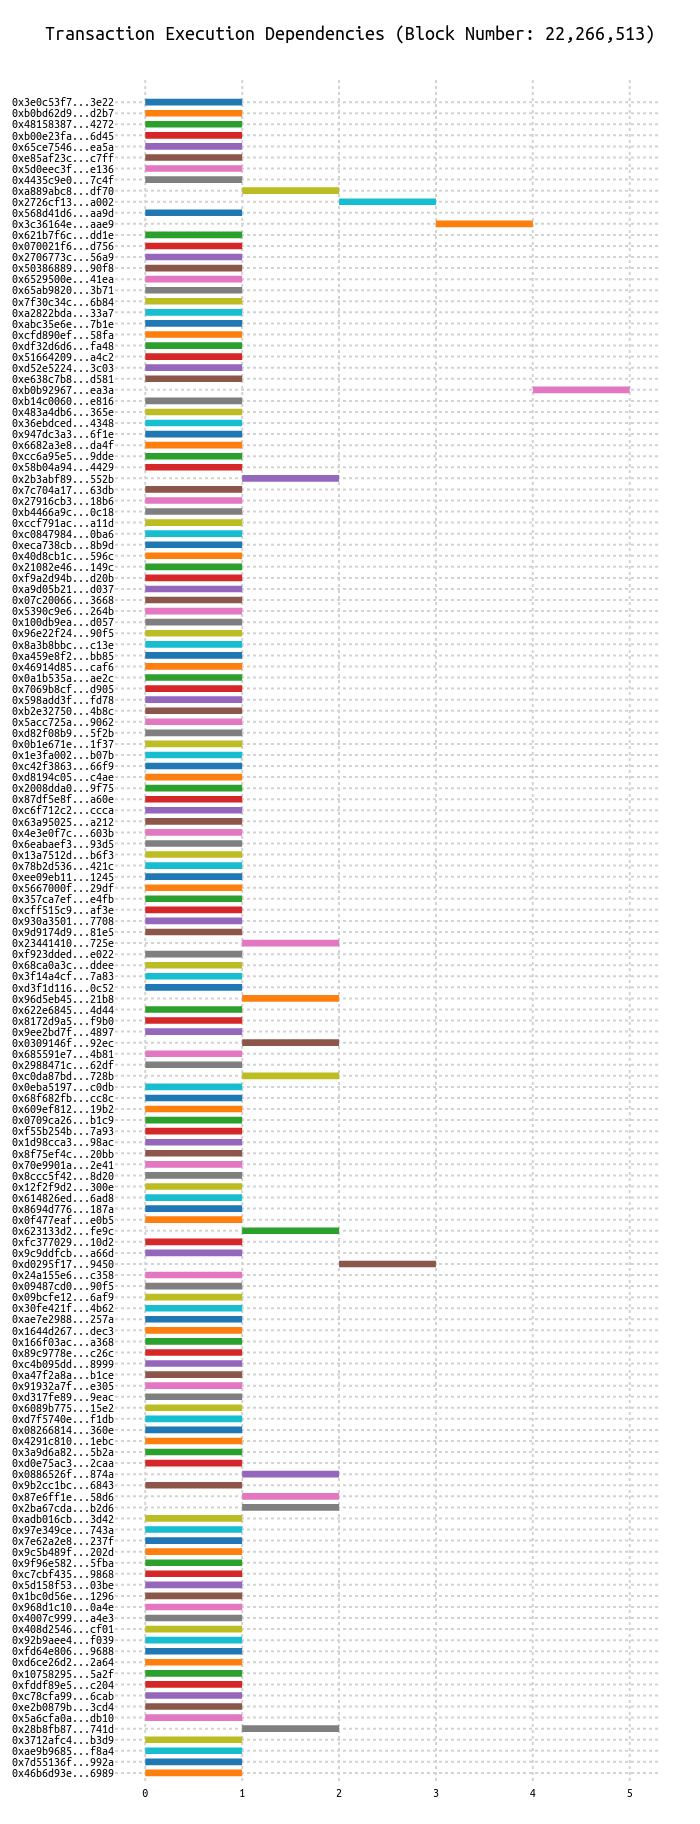 Transaction Execution Dependencies (Block Number: 22,266,513)
0x3e0c53f7...3e22
0xb0bd62d9...d2b7
0x48158387...4272
0xb00e23fa...6d45
0x65ce7546...ea5a
0xe85af23c...c7ff
0x5d0eec3f...e136
0x4435c9e0...7c4f
0xa889abc8...df70
0x2726cf13...a002
0x568d41d6...aa9d
0x3c36164e...aae9
0x621b7f6c...dd1e
0x070021f6...d756
0x2706773c...56a9
0x50386889...90f8
0x6529500e...41ea
0x65ab9820...3b71
0x7f30c34c...6b84
0xa2822bda...33a7
0xabc35e6e...7b1e
0xcfd890ef...58fa
0xdf32d6d6...fa48
0x51664209...a4c2
0xd52e5224...3c03
0xe638c7b8...d581
0xb0b92967...ea3a
0xb14c0060...e816
0x483a4db6...365e
0x36ebdced...4348
0x947dc3a3...6f1e
0x6682a3e8...da4f
0xcc6a95e5...9dde
0x58b04a94...4429
0x2b3abf89...552b
0x7c704a17...63db
0x27916cb3...18b6
0xb4466a9c...0c18
0xccf791ac...a11d
0xc0847984...0ba6
0xeca738cb...8b9d
0x40d8cb1c...596c
0x21082e46...149c
0xf9a2d94b...d20b
0xa9d05b21...d037
0x07c20066...3668
0x5390c9e6...264b
0x100db9ea...d057
0x96e22f24...90f5
0x8a3b8bbc...c13e
0xa459e8f2...bb85
0x46914d85...caf6
0x0a1b535a...ae2c
0x7069b8cf...d905
0x598add3f...fd78
0xb2e32750...4b8c
0x5acc725a...9062
0xd82f08b9...5f2b
0x0b1e671e...1f37
0x1e3fa002...b07b
0xc42f3863...66f9
0xd8194c05...c4ae
0x2008dda0...9f75
0x87df5e8f...a60e
0xc6f712c2...ccca
0x63a95025...a212
0x4e3e0f7c...603b
0x6eabaef3...93d5
0x13a7512d...b6f3
0x78b2d536...421c
0xee09eb11...1245
0x5667000f...29df
0x357ca7ef...e4fb
0xcff515c9...af3e
0x930a3501...7708
0x9d9174d9...81e5
0x23441410...725e
0xf923dded...e022
0x68ca0a3c...ddee
0x3f14a4cf...7a83
0xd3f1d116...0c52
0x96d5eb45...21b8
0x622e6845...4d44
0x8172d9a5...f9b0
0x9ee2bd7f...4897
0x0309146f...92ec
0x685591e7...4b81
0x2988471c...62df
0xc0da87bd...728b
0x0eba5197...c0db
0x68f682fb...cc8c
0x609ef812...19b2
0x0709ca26...b1c9
0xf55b254b...7a93
0x1d98cca3...98ac
0x8f75ef4c...20bb
0x70e9901a...2e41
0x8ccc5f42...8d20
0x12f2f9d2...300e
0x614826ed...6ad8
0x8694d776...187a
0x0f477eaf...e0b5
0x623133d2...fe9c
0xfc377029...10d2
0x9c9ddfcb...a66d
0xd0295f17...9450
0x24a155e6...c358
0x09487cd0...90f5
0x09bcfe12...6af9
0x30fe421f...4b62
0xae7e2988...257a
0x1644d267...dec3
0x166f03ac...a368
0x89c9778e...c26c
0xc4b095dd...8999
0xa47f2a8a...b1ce
0x91932a7f...e305
0xd317fe89...9eac
0x6089b775...15e2
0xd7f5740e...f1db
0x08266814...360e
0x4291c810...1ebc
0x3a9d6a82...5b2a
0xd0e75ac3...2caa
0x0886526f...874a
0x9b2cc1bc...6843
0x87e6ff1e...58d6
0x2ba67cda...b2d6
0xadb016cb...3d42
0x97e349ce...743a
0x7e62a2e8...237f
0x9c5b489f...202d
0x9f96e582...5fba
0xc7cbf435...9868
0x5d158f53...03be
0x1bc0d56e...1296
0x968d1c10...0a4e
0x4007c999...a4e3
0x408d2546...cf01
0x92b9aee4...f039
0xfd64e806...9688
0xd6ce26d2...2a64
0x10758295...5a2f
0xfddf89e5...c204
0xc78cfa99...6cab
0xe2b0879b...3cd4
0x5a6cfa0a...db10
0x28b8fb87...741d
0x3712afc4...b3d9
0xae9b9685...f8a4
0x7d55136f...992a
0x46b6d93e...6989
0 1 2 3 4 5